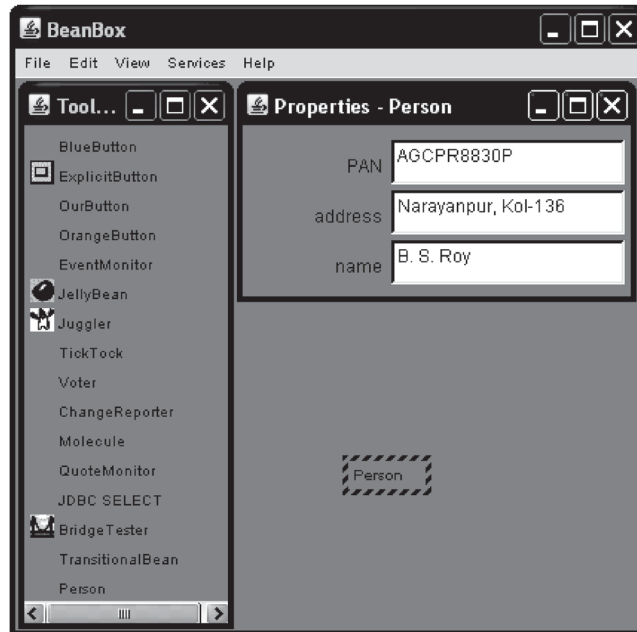 BeanBox
File Edit View Services Help
Tool...
BlueButton
ExplicitButton
OurButton
OrangeButton
EventMonitor
JellyBean
Juggler
TickTock
Voter
ChangeReporter
Molecule
QuoteMonitor
JDBC SELECT
BridgeTester
TransitionalBean
Person
Properties - Person
PAN AGCPR8830P
address Narayanpur, Kol-136
name B. S. Roy
Person